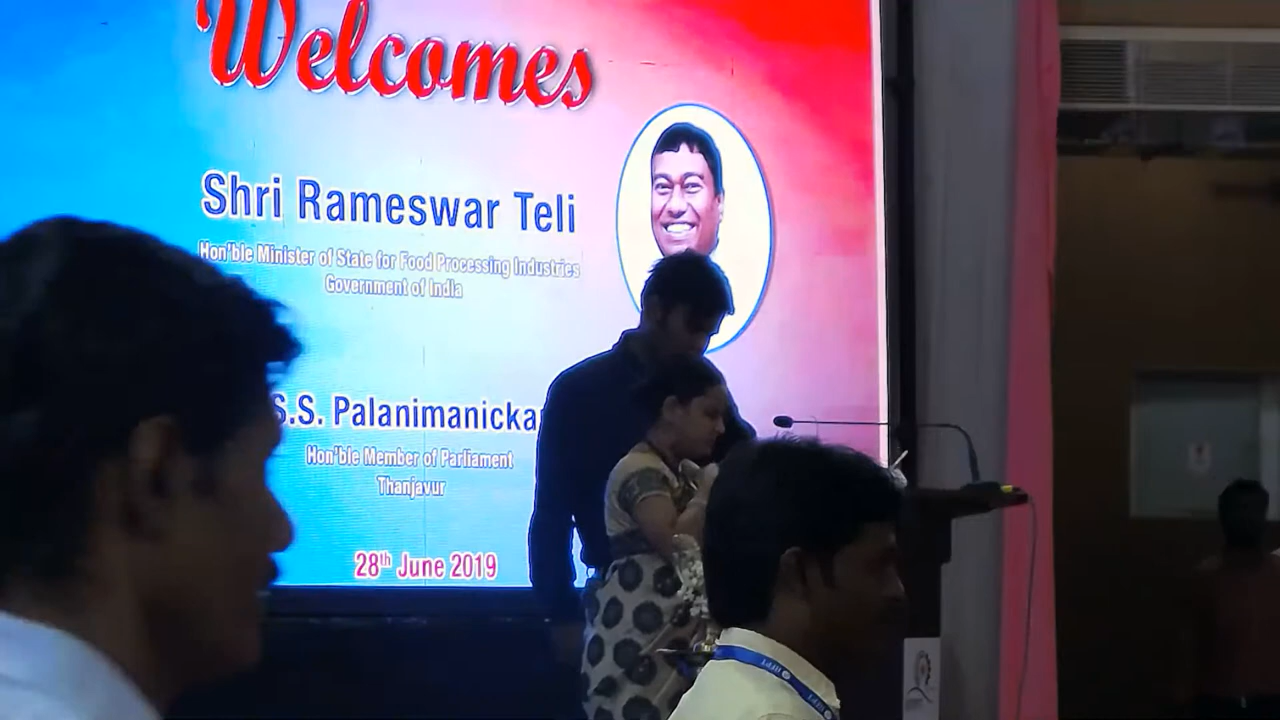 Welcomes
Shri Rameswar Teli
Hon'ble Minister of State for Food Processing Industries
Government of India
S.S. Palanimanicka
Hon'ble Member of Parliament
Thanjavur
28th June 2019